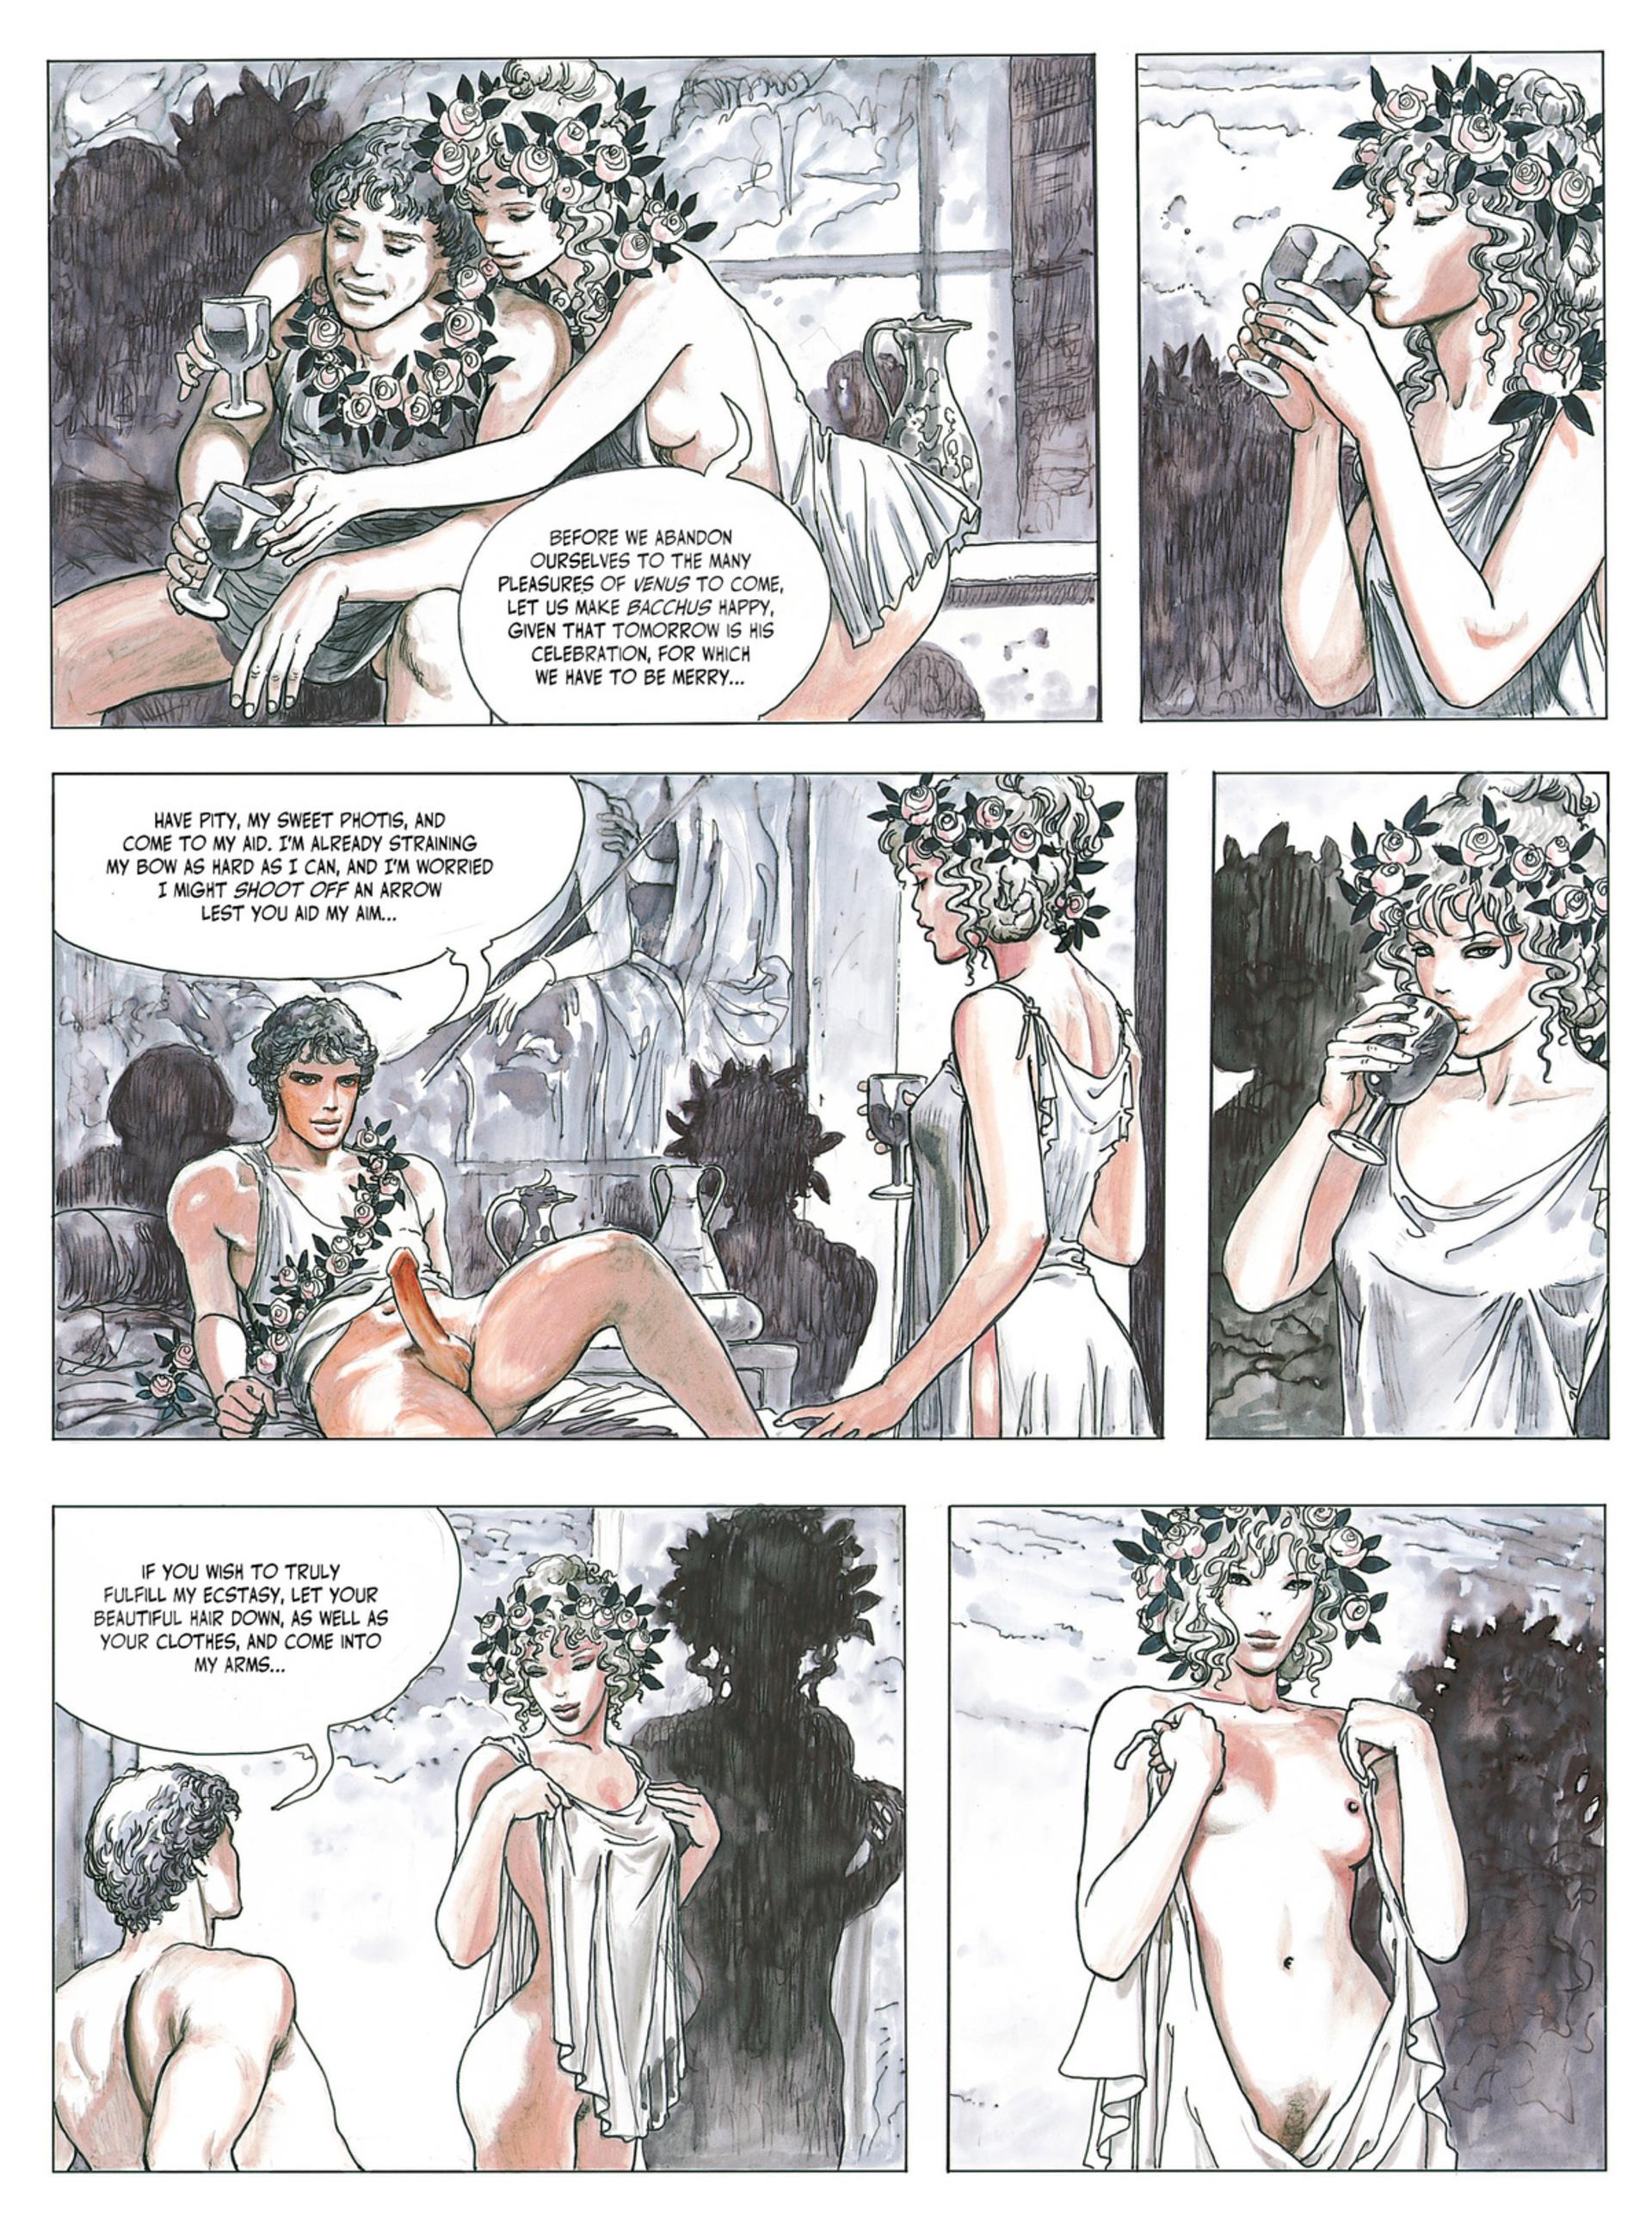 BEFORE WE ABANDON
OURSELVES TO THE MANY
PLEASURES OF VENUS TO COME,
LET US MAKE BACCHUS HAPPY,
GIVEN THAT TOMORROW IS HIS
CELEBRATION, FOR WHICH
WE HAVE TO BE MERRY...
HAVE PITY, MY SWEET PHOTIS, AND
COME TO MY AID. I'M ALREADY STRAINING
MY BOW AS HARD AS I CAN, AND I'M WORRIED
I MIGHT SHOOT OFF AN ARROW
LEST YOU AID MY AIM...
IF YOU WISH TO TRULY
FULFILL MY ECSTASY, LET YOUR
BEAUTIFUL HAIR DOWN, AS WELL AS
YOUR CLOTHES, AND COME INTO
MY ARMS...